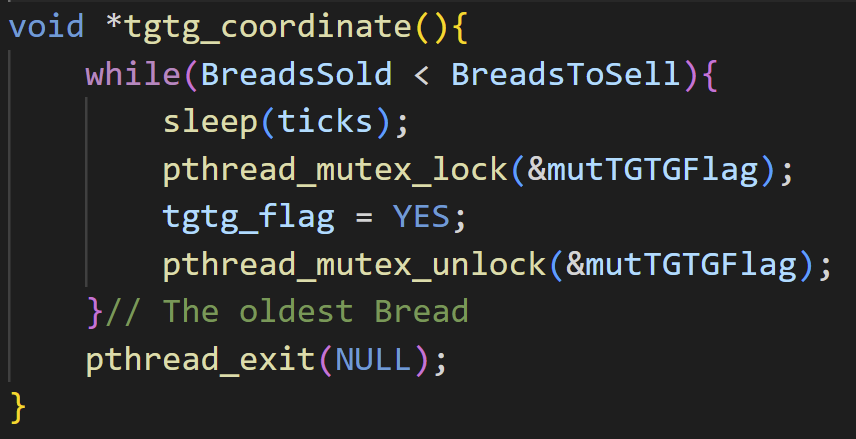 void *tgtg_coordinate(){
    while(BreadsSold < BreadsToSell){
        sleep(ticks);
        pthread_mutex_lock(&mutTGTGFlag);
        tgtg_flag = YES;
        pthread_mutex_unlock(&mutTGTGFlag);
    }// The oldest Bread
    pthread_exit(NULL);
}